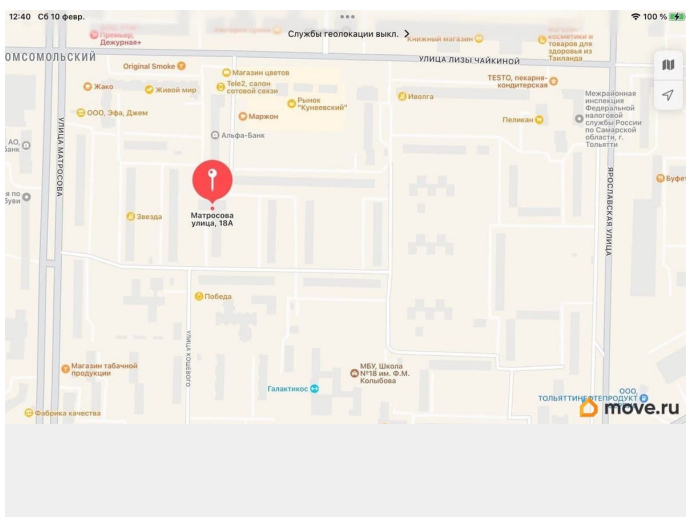 12:40 Сб 10 февр.
100 %
Службы геолокации выкл.
Премьер,
Дежурная+
Книжный магазин
косметики и
товаров для
здоровья из
Таиланда
ОМСОМОЛЬСКИЙ
УЛИЦА ЛИЗЫ ЧАЙКИНОЙ
Original Smoke
Магазин цветов
Жако
Живой мир
Tele2, салон
сотовой связи
TESTO, пекарня-
кондитерская
Рынок
"Кунеевский"
Иволга
ООО, Эфа, Джем
Маржон
Пеликан
Межрайонная
инспекция
Федеральной
налоговой
службы России
по Самарской
области, г.
Тольятти
УЛИЦА МАТРОСОВА
Альфа-Банк
АО,
ЯРОСЛАВСКАЯ УЛИЦА
Буфет
Звезда
Матросова
улица, 18А
Победа
УЛИЦА КОШЕВОГО
Магазин табачной
продукции
МБУ, Школа
№18 им. Ф.М.
Колыбова
Галактикос
ООО,
ТОЛЬЯТТИНЕФТЕПРОДУКТ
Фабрика качества
move.ru